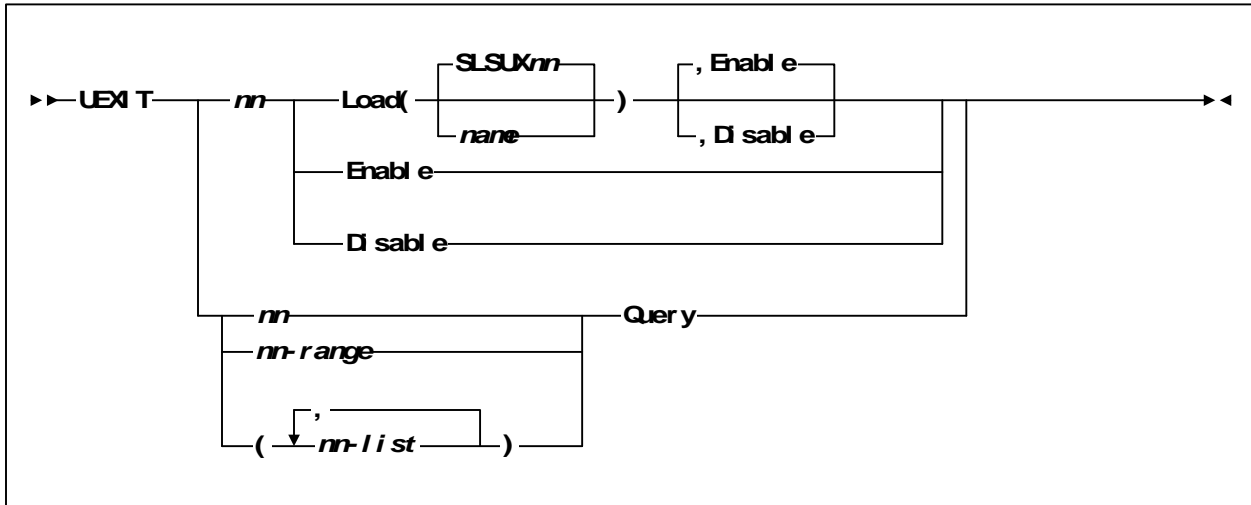 SLSUXnn , Enable
UEXIT nn Load( )
name , Disable
Enable
Disable
nn Query
nn-range
,
( nn-list )